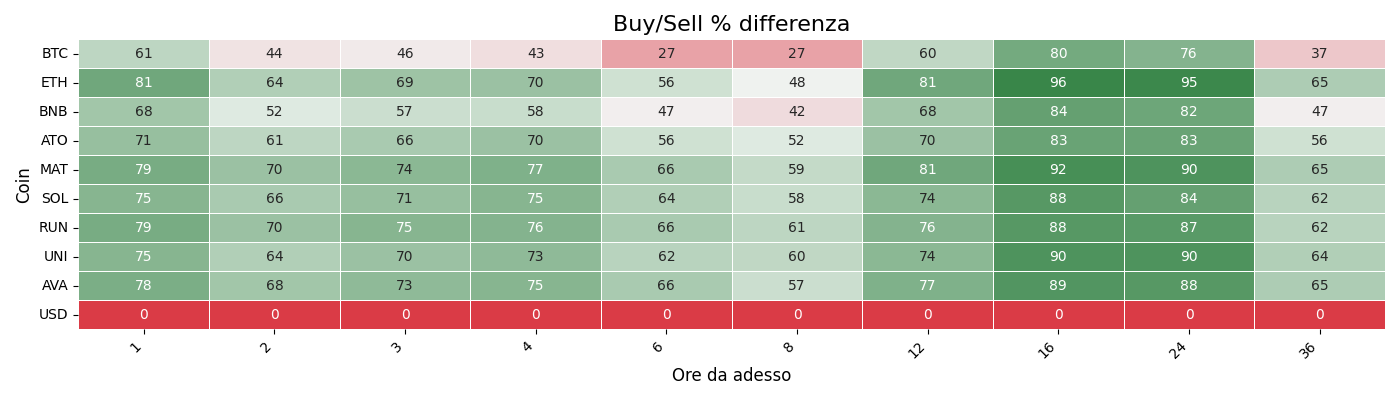 Buy/Sell % differenza
Coin
BTC 61 44 46 43 27 27 60 80 76 37
ETH 81 64 69 70 56 48 81 96 95 65
BNB 68 52 57 58 47 42 68 84 82 47
ATO 71 61 66 70 56 52 70 83 83 56
MAT 79 70 74 77 66 59 81 92 90 65
SOL 75 66 71 75 64 58 74 88 84 62
RUN 79 70 75 76 66 61 76 88 87 62
UNI 75 64 70 73 62 60 74 90 90 64
AVA 78 68 73 75 66 57 77 89 88 65
USD 0 0 0 0 0 0 0 0 0 0
1 2 3 4 6 8 12 16 24 36
Ore da adesso